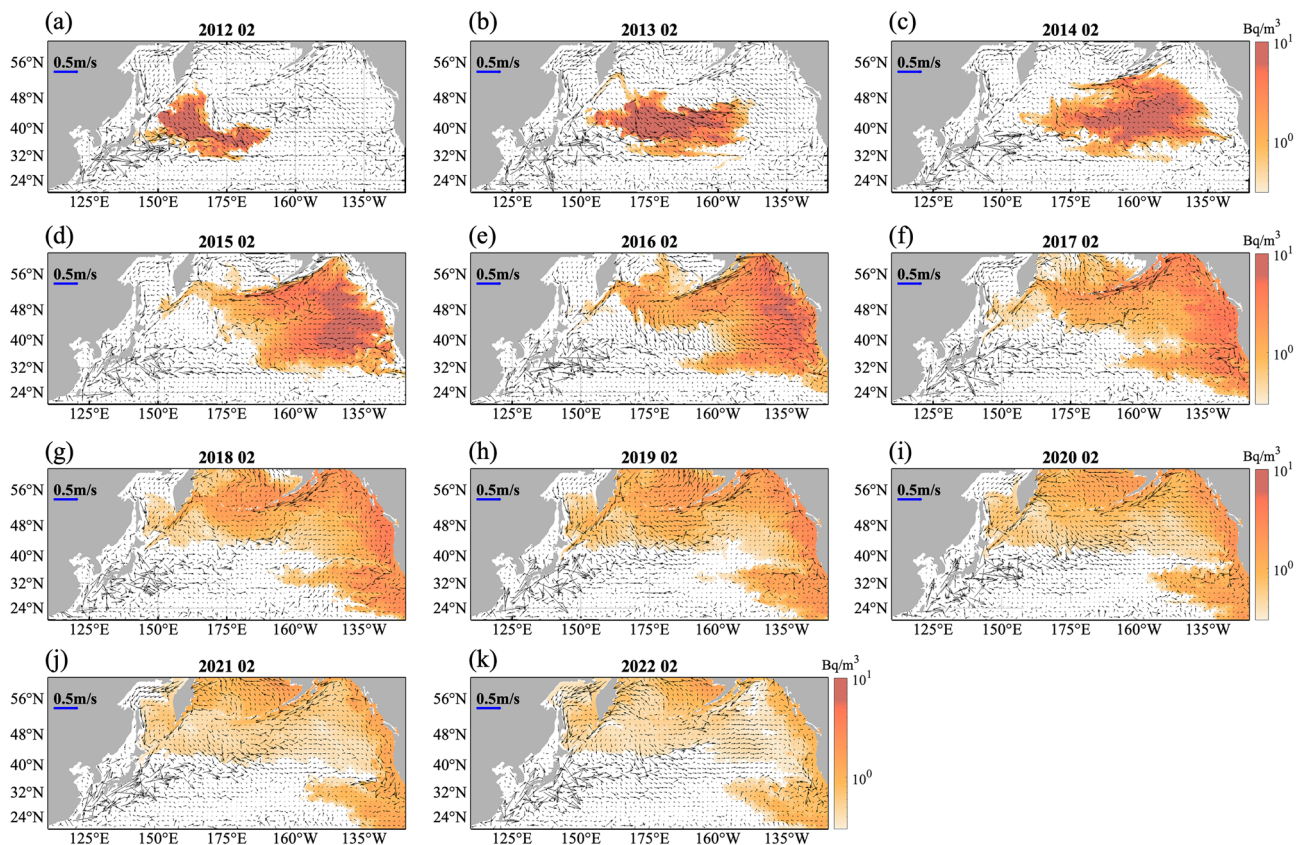 (a) (b) (c)
2012 02 2013 02 2014 02 Bq/m³
56°N 0.5m/s 56°N 0.5m/s 56°N 0.5m/s 10¹
48°N 48°N 48°N
40°N 40°N 40°N 10⁰
32°N 32°N 32°N
24°N 24°N 24°N
125°E 150°E 175°E 160°W 135°W 125°E 150°E 175°E 160°W 135°W 125°E 150°E 175°E 160°W 135°W
(d) (e) (f)
2015 02 2016 02 2017 02 Bq/m³
56°N 0.5m/s 56°N 0.5m/s 56°N 0.5m/s 10¹
48°N 48°N 48°N
40°N 40°N 40°N 10⁰
32°N 32°N 32°N
24°N 24°N 24°N
125°E 150°E 175°E 160°W 135°W 125°E 150°E 175°E 160°W 135°W 125°E 150°E 175°E 160°W 135°W
(g) (h) (i)
2018 02 2019 02 2020 02 Bq/m³
56°N 0.5m/s 56°N 0.5m/s 56°N 0.5m/s 10¹
48°N 48°N 48°N
40°N 40°N 40°N 10⁰
32°N 32°N 32°N
24°N 24°N 24°N
125°E 150°E 175°E 160°W 135°W 125°E 150°E 175°E 160°W 135°W 125°E 150°E 175°E 160°W 135°W
(j) (k)
2021 02 2022 02 Bq/m³
56°N 0.5m/s 56°N 0.5m/s 10¹
48°N 48°N
40°N 40°N 10⁰
32°N 32°N
24°N 24°N
125°E 150°E 175°E 160°W 135°W 125°E 150°E 175°E 160°W 135°W